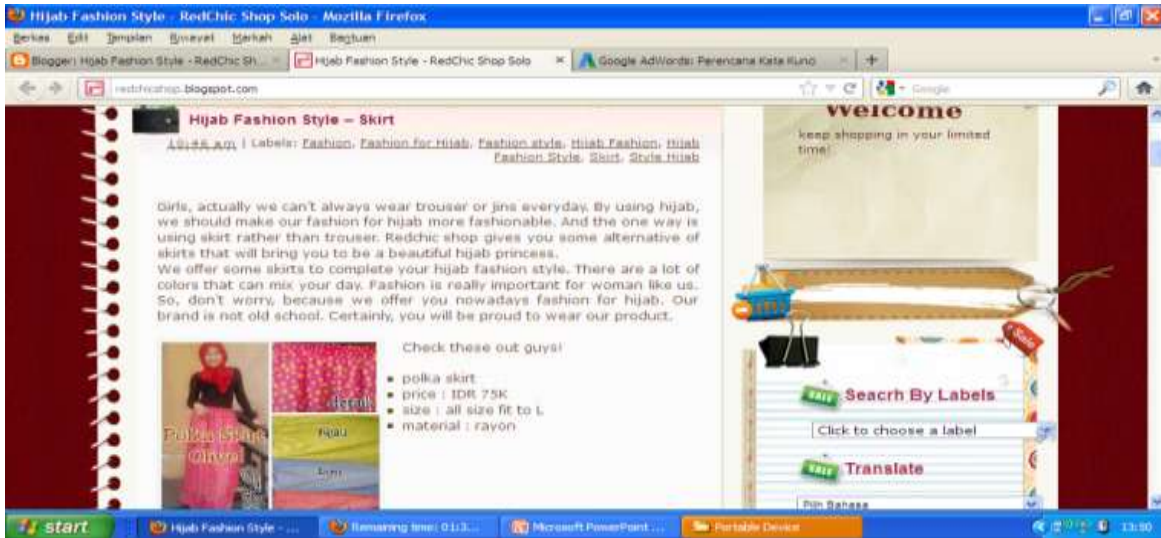 Hijab Fashion Style - RedChic Shop Solo - Mozilla Firefox
Berkas Edit Tampilan Riwayat Markah Alat Bantuan
Blogger: Hijab Fashion Style - RedChic Sh...
Hijab Fashion Style - RedChic Shop Solo
Google AdWords: Perencana Kata Kunci
redchicshop.blogspot.com
Google
Hijab Fashion Style – Skirt
| Labels: Fashion, Fashion for Hijab, Fashion style, Hijab Fashion, Hijab
Fashion Style, Skirt, Style Hijab
Girls, actually we can't always wear trouser or jins everyday. By using hijab,
we should make our fashion for hijab more fashionable. And the one way is
using skirt rather than trouser. Redchic shop gives you some alternative of
skirts that will bring you to be a beautiful hijab princess.
We offer some skirts to complete your hijab fashion style. There are a lot of
colors that can mix your day. Fashion is really important for woman like us.
So, don't worry, because we offer you nowadays fashion for hijab. Our
brand is not old school. Certainly, you will be proud to wear our product.
Polka Skirt
detail
hijau
Check these out guys!
polka skirt
price : IDR 75K
size : all size fit to L
material : rayon
Welcome
keep shopping in your limited
time!
Sale
SALE
Seacrh By Labels
Click to choose a label
SALE
Translate
Pilih Bahasa
start
Hijab Fashion Style - ...
Remaining time: 01:3...
Microsoft PowerPoint ...
Portable Device
13:50